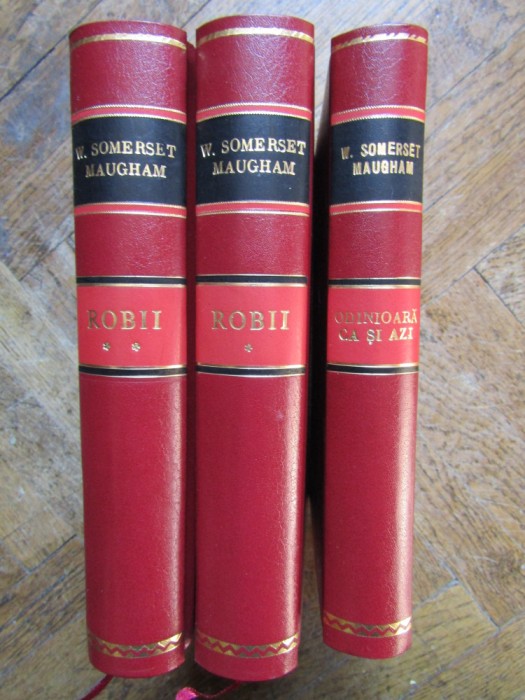 W. SOMERSET
MAUGHAM
ROBII
* *
W. SOMERSET
MAUGHAM
ROBII
*
W. SOMERSET
MAUGHAM
ODINIOARĂ
CA ȘI AZI